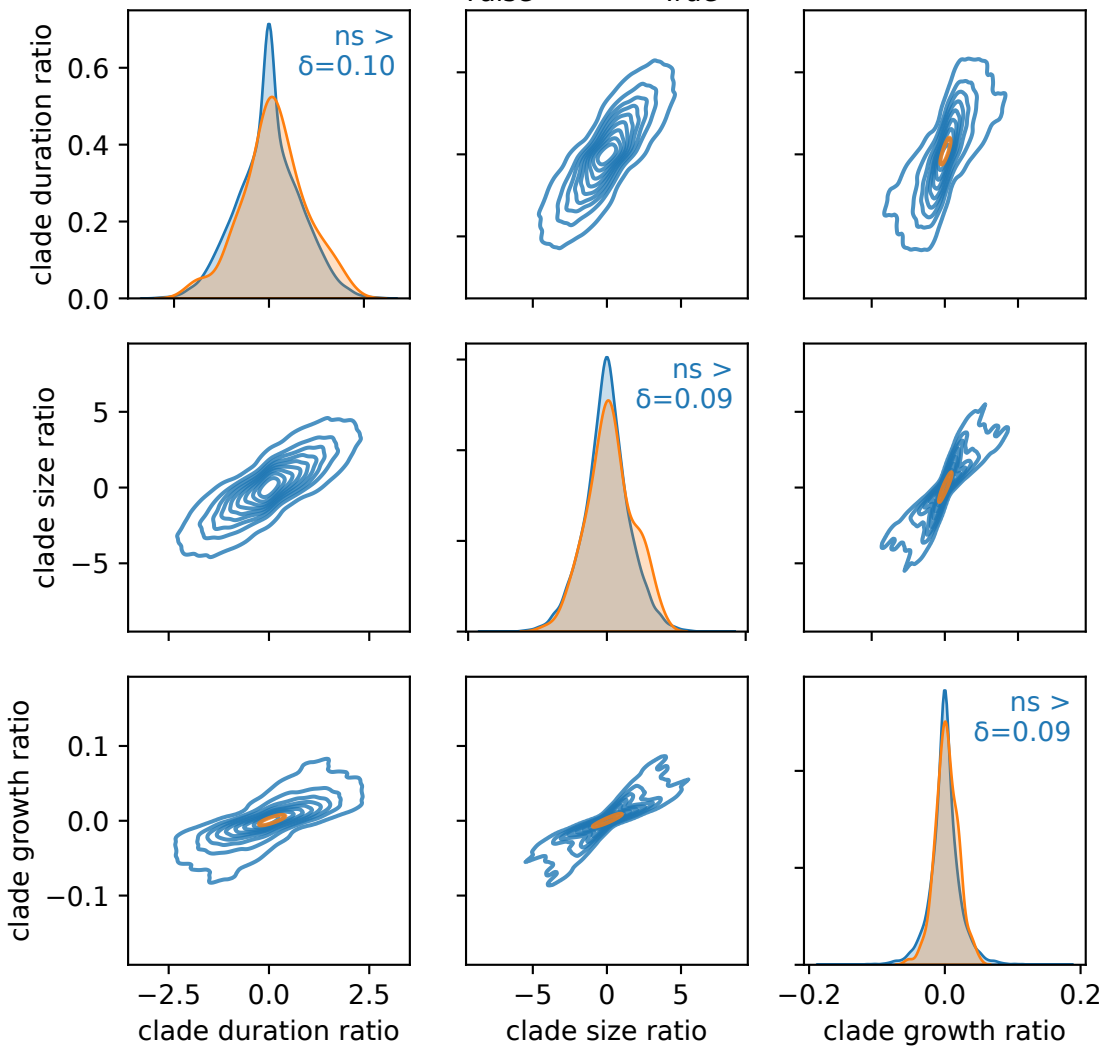 clade duration ratio
0.6
0.4
0.2
0.0
ns >
δ=0.10
clade size ratio
5
0
−5
ns >
δ=0.09
clade growth ratio
0.1
0.0
−0.1
ns >
δ=0.09
−2.5 0.0 2.5
clade duration ratio
−5 0 5
clade size ratio
−0.2 0.0 0.2
clade growth ratio